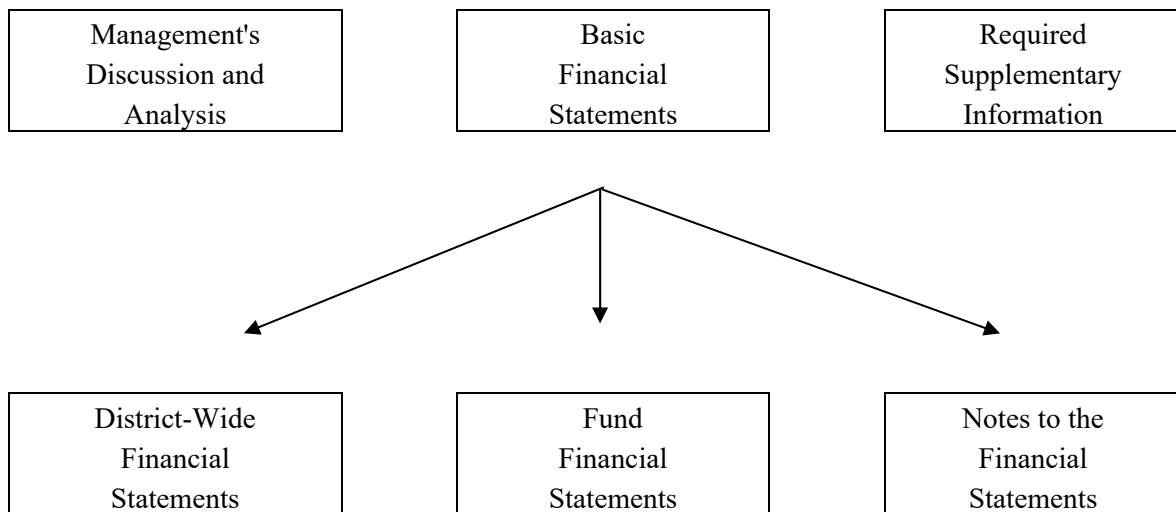 Management's
Discussion and
Analysis
Basic
Financial
Statements
Required
Supplementary
Information
District-Wide
Financial
Statements
Fund
Financial
Statements
Notes to the
Financial
Statements